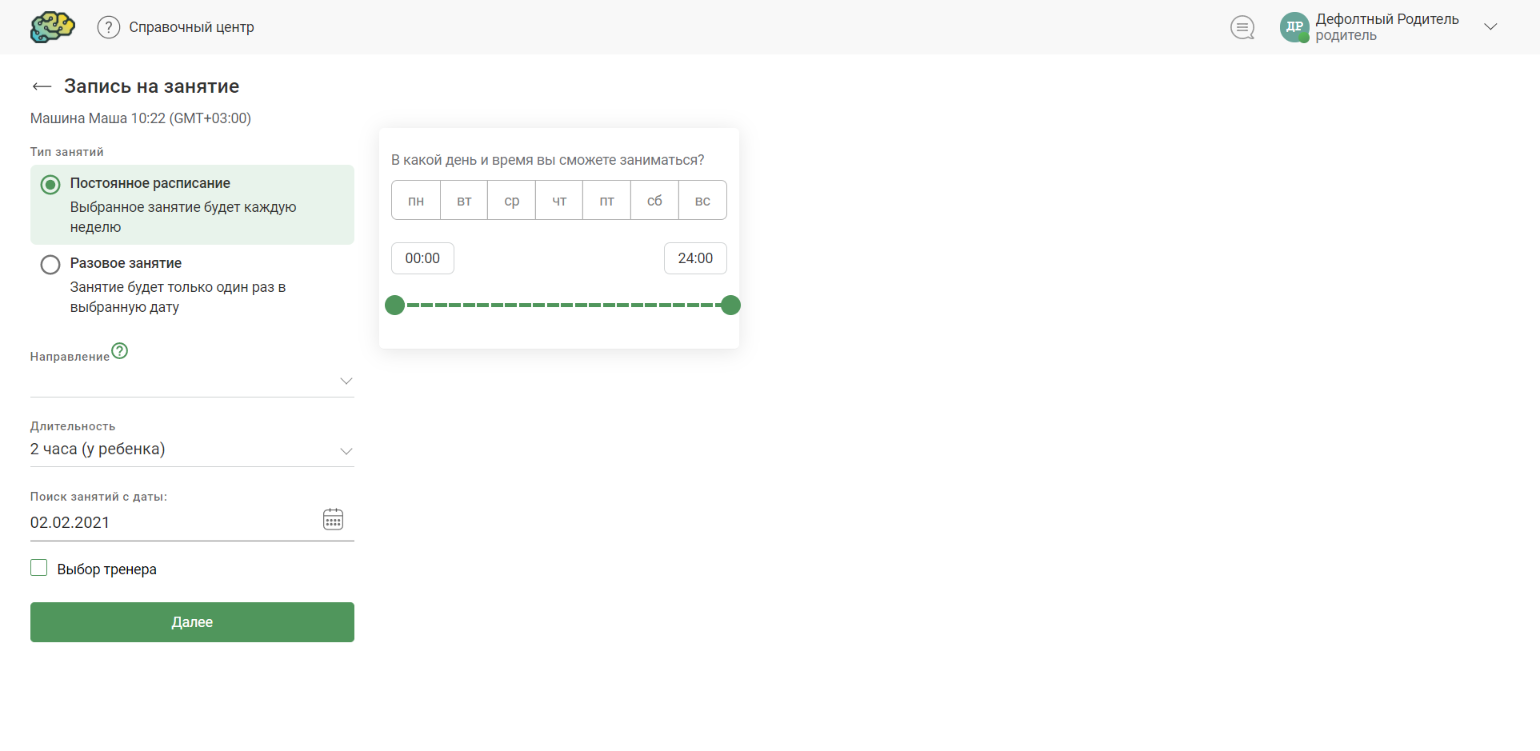 ? Справочный центр
ДР Дефолтный Родитель
родитель
Запись на занятие
Машина Маша 10:22 (GMT+03:00)
Тип занятий
Постоянное расписание
Выбранное занятие будет каждую
неделю
Разовое занятие
Занятие будет только один раз в
выбранную дату
Направление ?
Длительность
2 часа (у ребенка)
Поиск занятий с даты:
02.02.2021
Выбор тренера
Далее
В какой день и время вы сможете заниматься?
пн вт ср чт пт сб вс
00:00 24:00